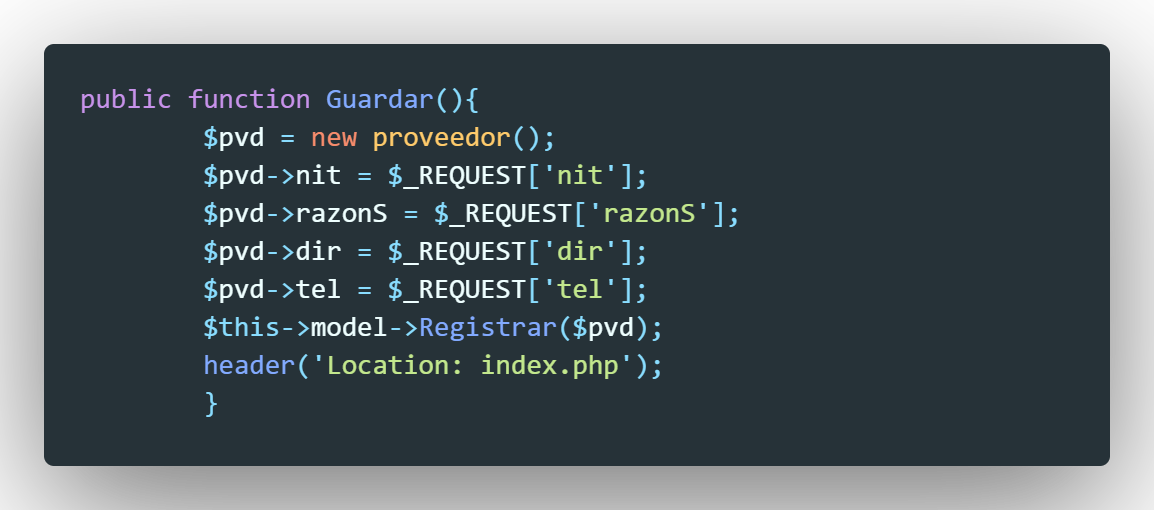 public function Guardar(){
        $pvd = new proveedor();
        $pvd->nit = $_REQUEST['nit'];
        $pvd->razonS = $_REQUEST['razonS'];
        $pvd->dir = $_REQUEST['dir'];
        $pvd->tel = $_REQUEST['tel'];
        $this->model->Registrar($pvd);
        header('Location: index.php');
        }